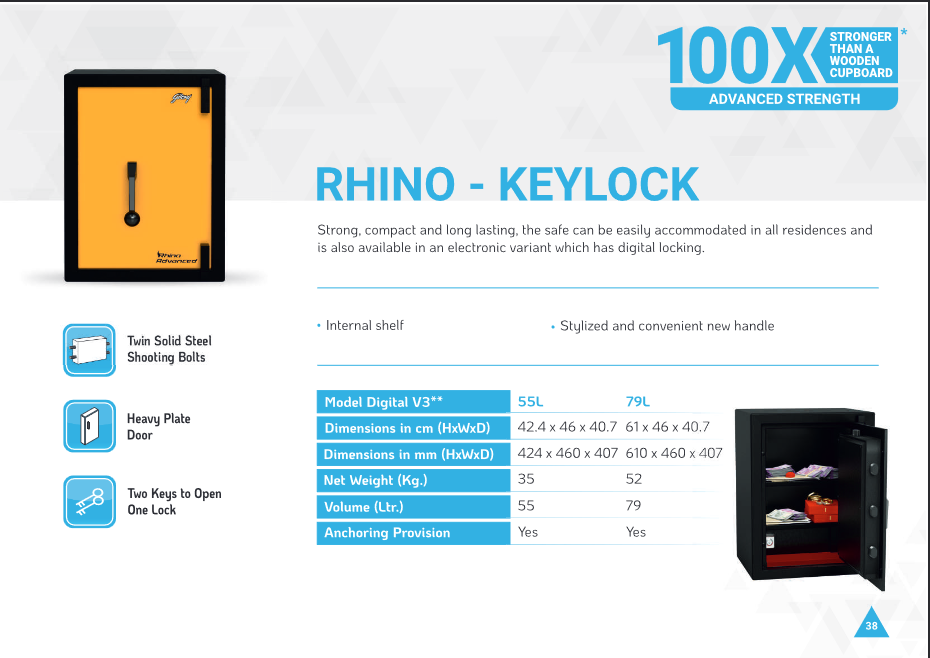 100X
STRONGER
THAN A
WOODEN
CUPBOARD
*
ADVANCED STRENGTH
Godrej
Rhino
Advanced
RHINO - KEYLOCK
Strong, compact and long lasting, the safe can be easily accommodated in all residences and
is also available in an electronic variant which has digital locking.
• Internal shelf
• Stylized and convenient new handle
Twin Solid Steel
Shooting Bolts
Heavy Plate
Door
Two Keys to Open
One Lock
Model Digital V3** 55L 79L
Dimensions in cm (HxWxD) 42.4 x 46 x 40.7 61 x 46 x 40.7
Dimensions in mm (HxWxD) 424 x 460 x 407 610 x 460 x 407
Net Weight (Kg.) 35 52
Volume (Ltr.) 55 79
Anchoring Provision Yes Yes
38